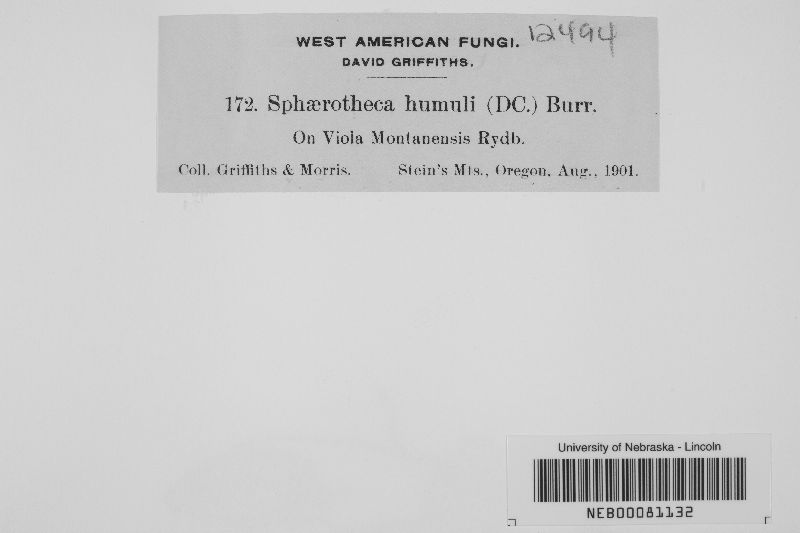 WEST AMERICAN FUNGI. 12494
DAVID GRIFFITHS.
172. Sphærotheca humuli (DC.) Burr.
On Viola Montanensis Rydb.
Coll. Griffiths & Morris. Stein's Mts., Oregon, Aug., 1901.
University of Nebraska - Lincoln
NEB00081132